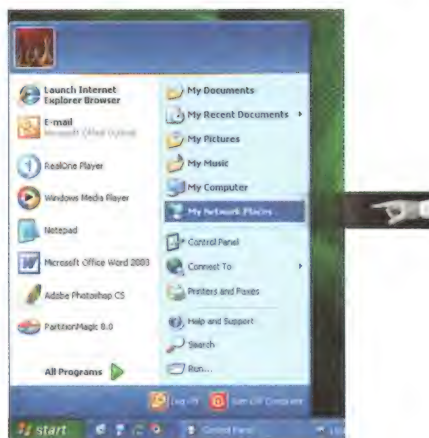 Launch Internet
Explorer Browser
E-mail
Microsoft Office Outlook
RealOne Player
Windows Media Player
Notepad
Microsoft Office Word 2003
Adobe Photoshop CS
PartitionMagic 8.0
All Programs
My Documents
My Recent Documents
My Pictures
My Music
My Computer
My Network Places
Control Panel
Connect To
Printers and Faxes
Help and Support
Search
Run...
Log Off
Turn Off Computer
start
Control Panel